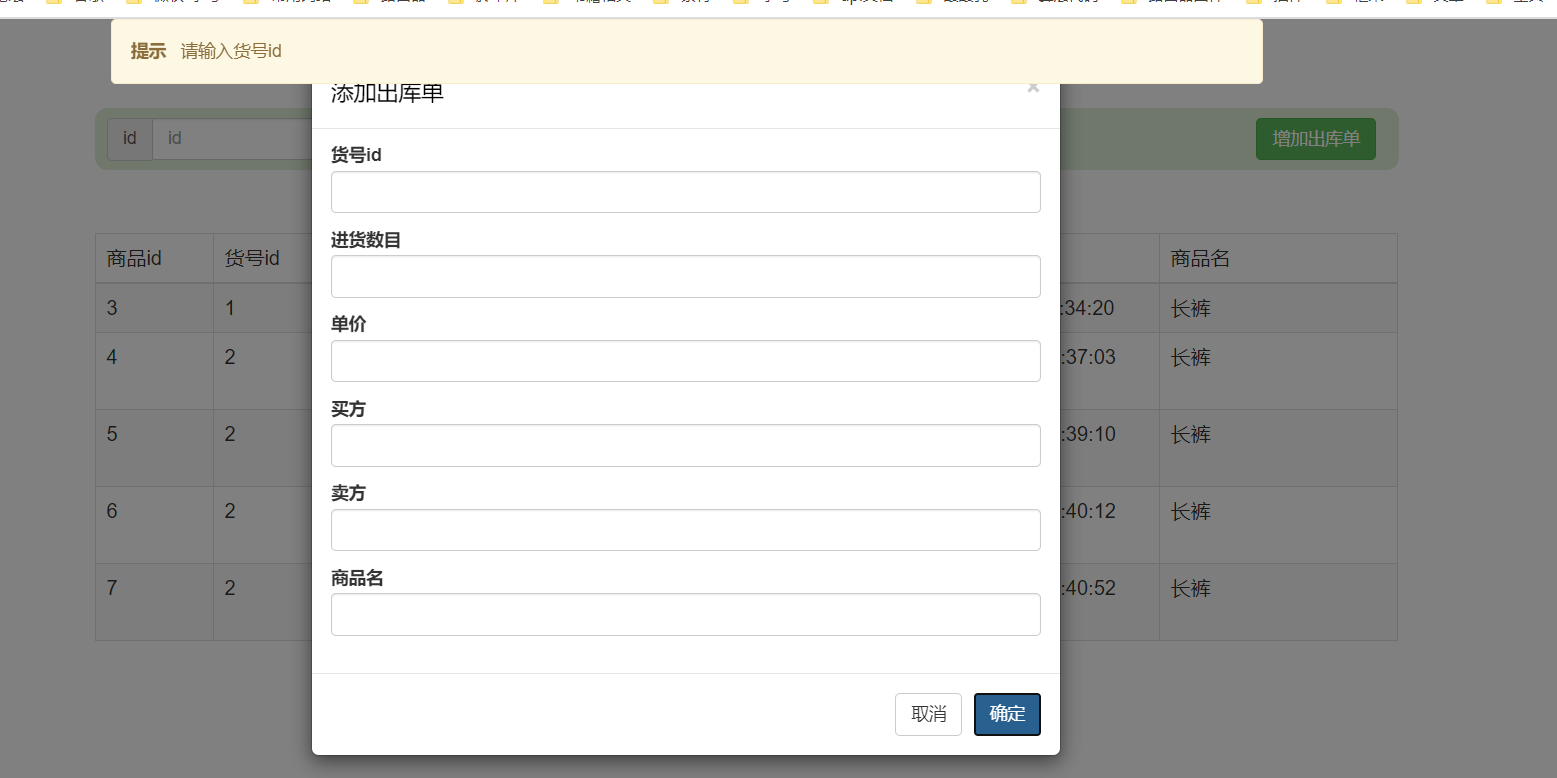 提示 请输入货号id
添加出库单 ×
id id 增加出库单
货号id
进货数目
单价
买方
卖方
商品名
取消 确定
商品id 货号id 商品名
3 1 :34:20 长裤
4 2 :37:03 长裤
5 2 :39:10 长裤
6 2 :40:12 长裤
7 2 :40:52 长裤